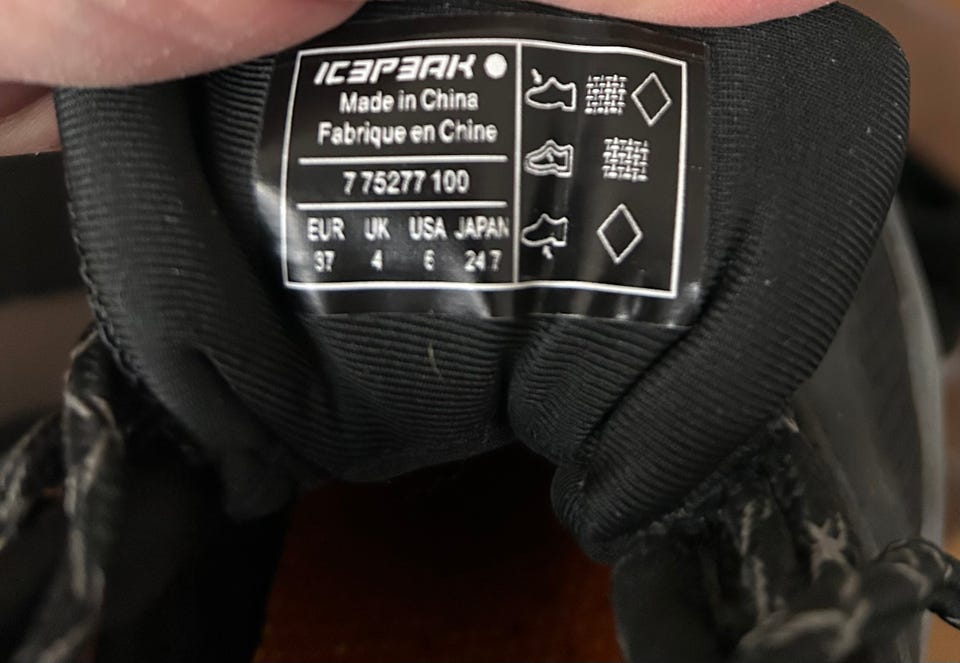 ICEPEAK
Made in China
Fabrique en Chine
7 75277 100
EUR UK USA JAPAN
37 4 6 24 7